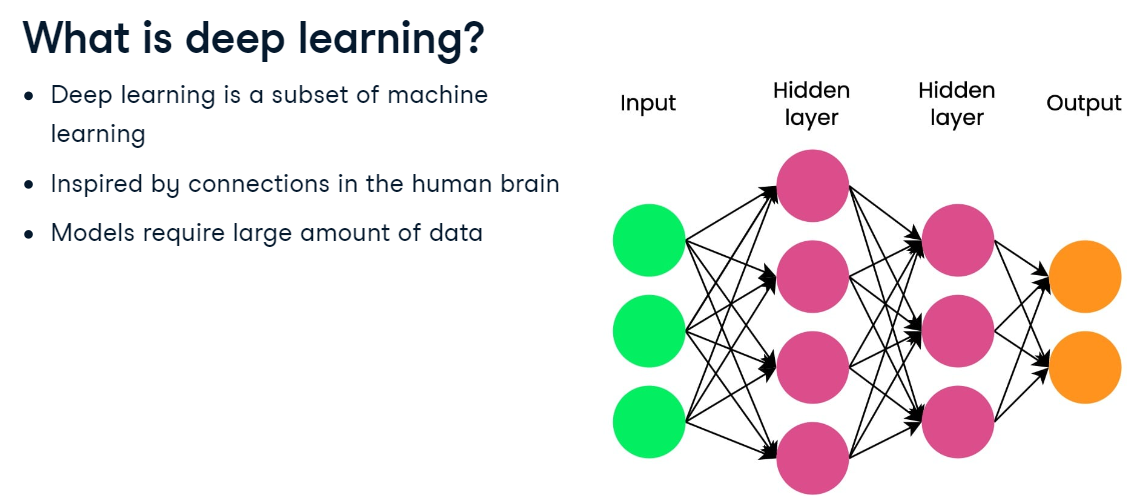 What is deep learning?
• Deep learning is a subset of machine
learning
• Inspired by connections in the human brain
• Models require large amount of data
Input
Hidden
layer
Hidden
layer
Output